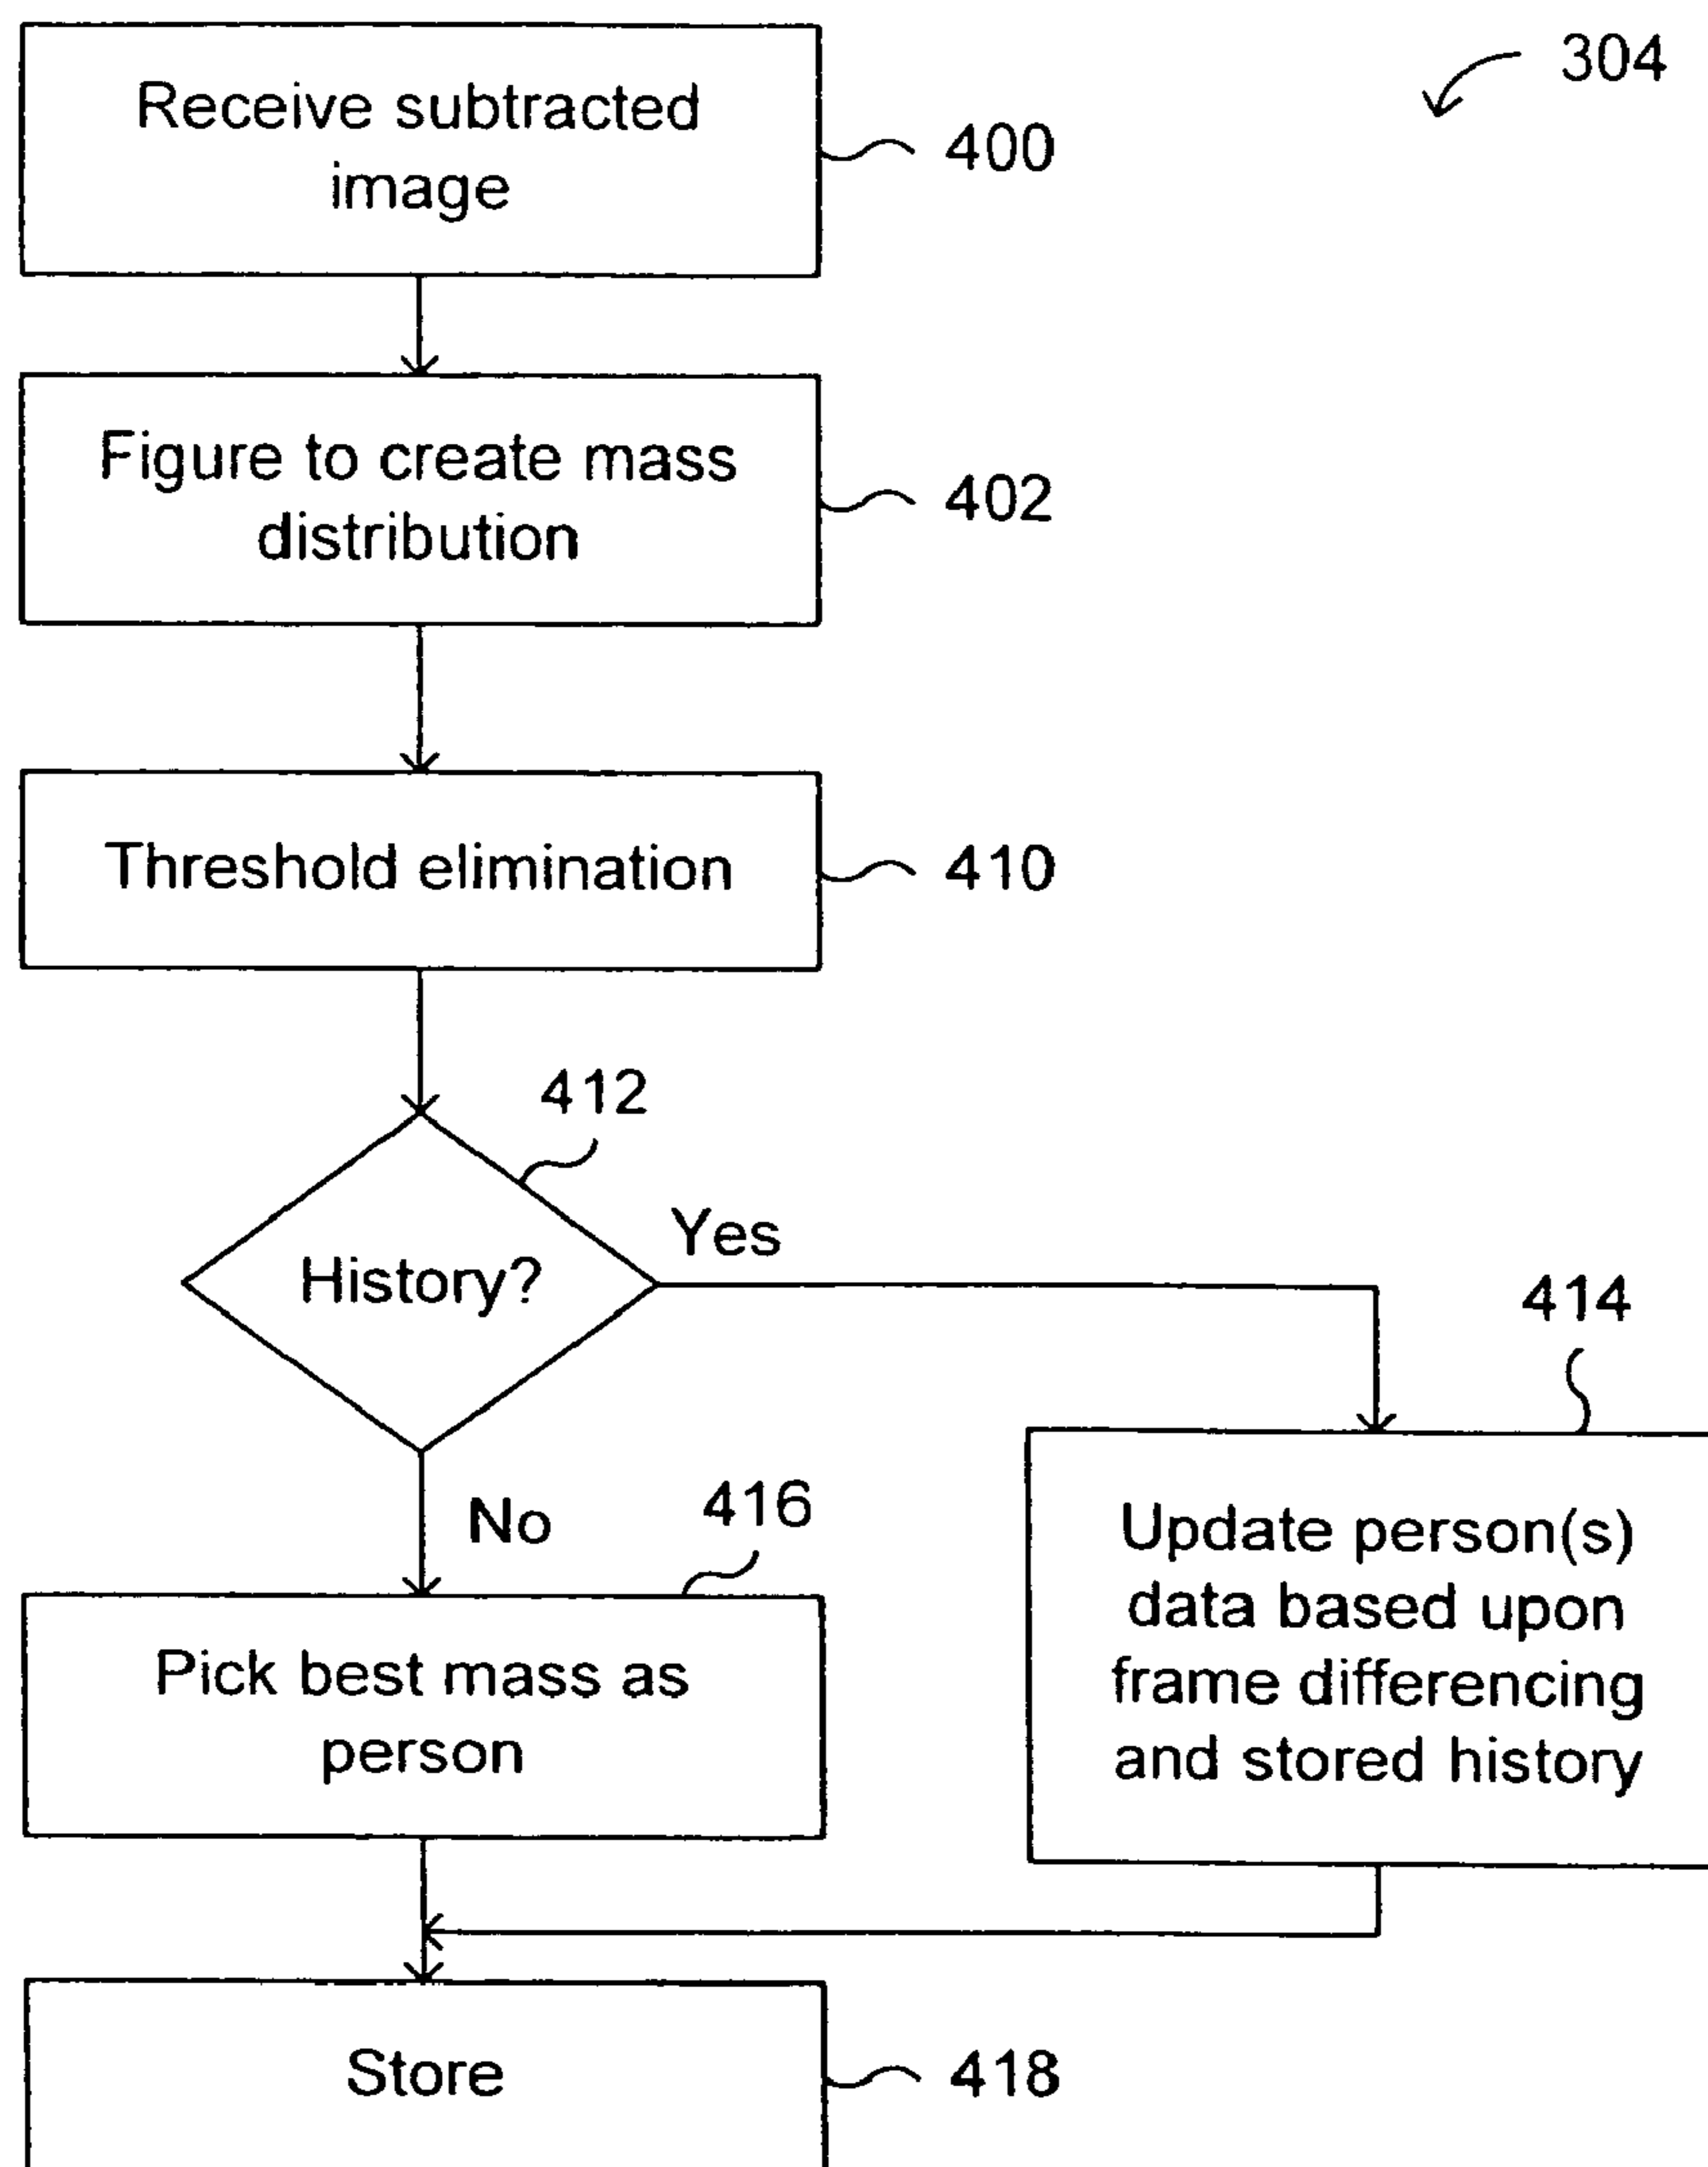 304
Receive subtracted
image
400
Figure to create mass
distribution
402
Threshold elimination
410
412
History?
Yes
No
414
Update person(s)
data based upon
frame differencing
and stored history
416
Pick best mass as
person
Store
418